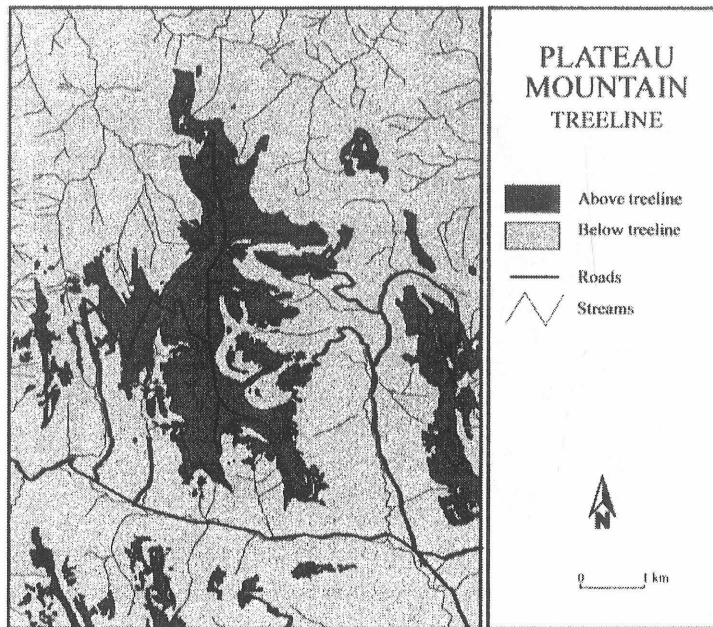 PLATEAU
MOUNTAIN
TREELINE
Above treeline
Below treeline
Roads
Streams
N
0 1 km